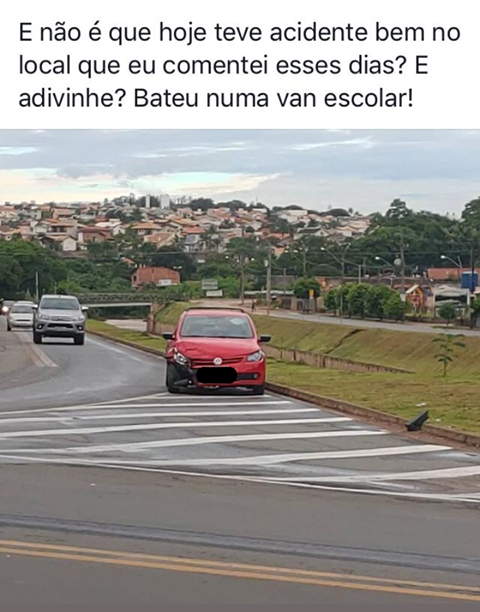 E não é que hoje teve acidente bem no
local que eu comentei esses dias? E
adivinhe? Bateu numa van escolar!